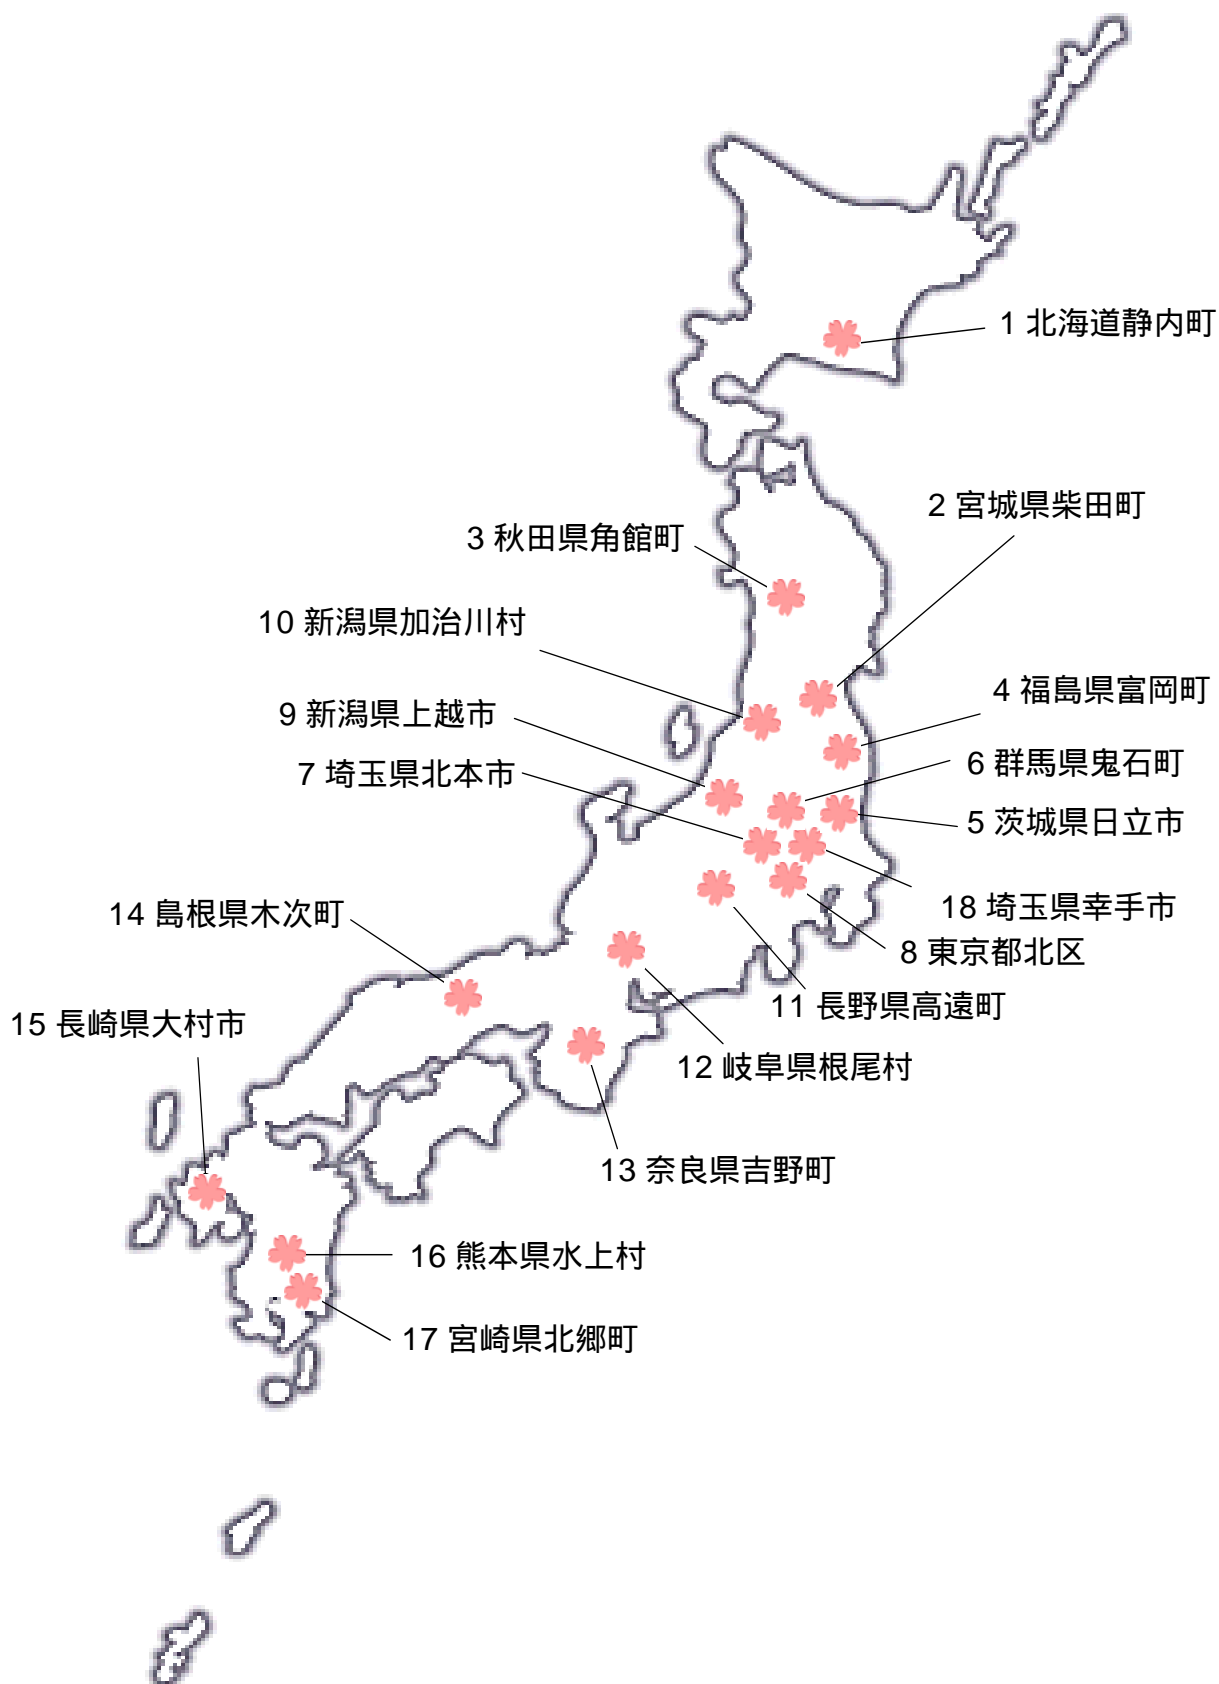 1 北海道静内町
2 宮城県柴田町
3 秋田県角館町
10 新潟県加治川村
4 福島県富岡町
9 新潟県上越市
6 群馬県鬼石町
7 埼玉県北本市
5 茨城県日立市
18 埼玉県幸手市
14 島根県木次町
8 東京都北区
11 長野県高遠町
15 長崎県大村市
12 岐阜県根尾村
13 奈良県吉野町
16 熊本県水上村
17 宮崎県北郷町